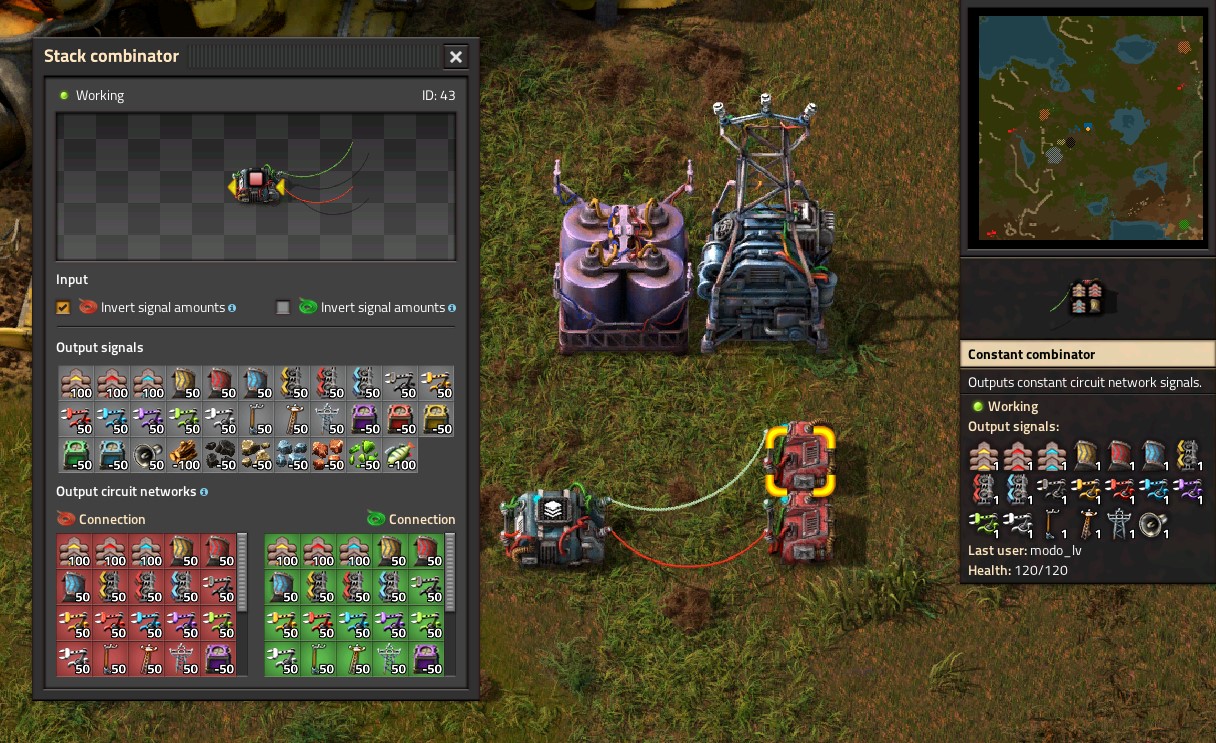 Stack combinator
Working
ID: 43
Input
Invert signal amounts
Invert signal amounts
Output signals
100 100 100 50 50 50 50 50 50 50 50
50 50 50 50 50 50 50 50 -50 -50 -50
-50 -50 50 -100 -50 -50 -50 -50 -50 -100
Output circuit networks
Connection
Connection
100 100 100 50 50
50 50 50 50 50
50 50 50 50 50
50 50 50 50 -50
100 100 100 50 50
50 50 50 50 50
50 50 50 50 50
50 50 50 50 -50
Constant combinator
Outputs constant circuit network signals.
Working
Output signals:
1 1 1 1 1 1 1
1 1 1 1 1 1 1
1 1 1 1 1 1
Last user: modo_lv
Health: 120/120